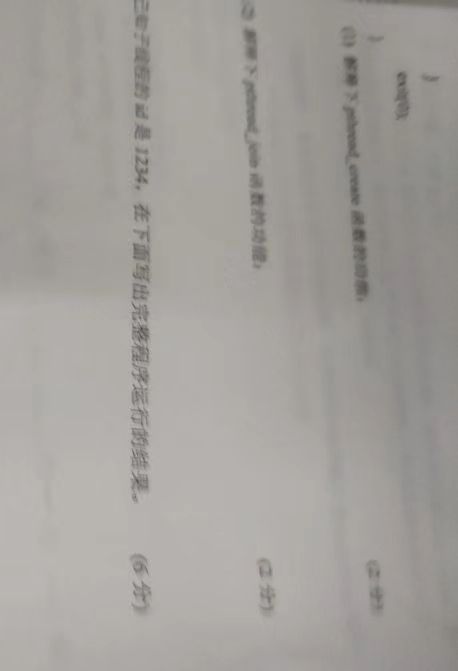 }
exit(0);
}
(1) 解释下 pthread_create 函数的功能: (2 分)
(2) 解释下 pthread_join 函数的功能: (2 分)
已知子线程的 id 是 1234，在下面写出完整程序运行的结果。 (6 分)